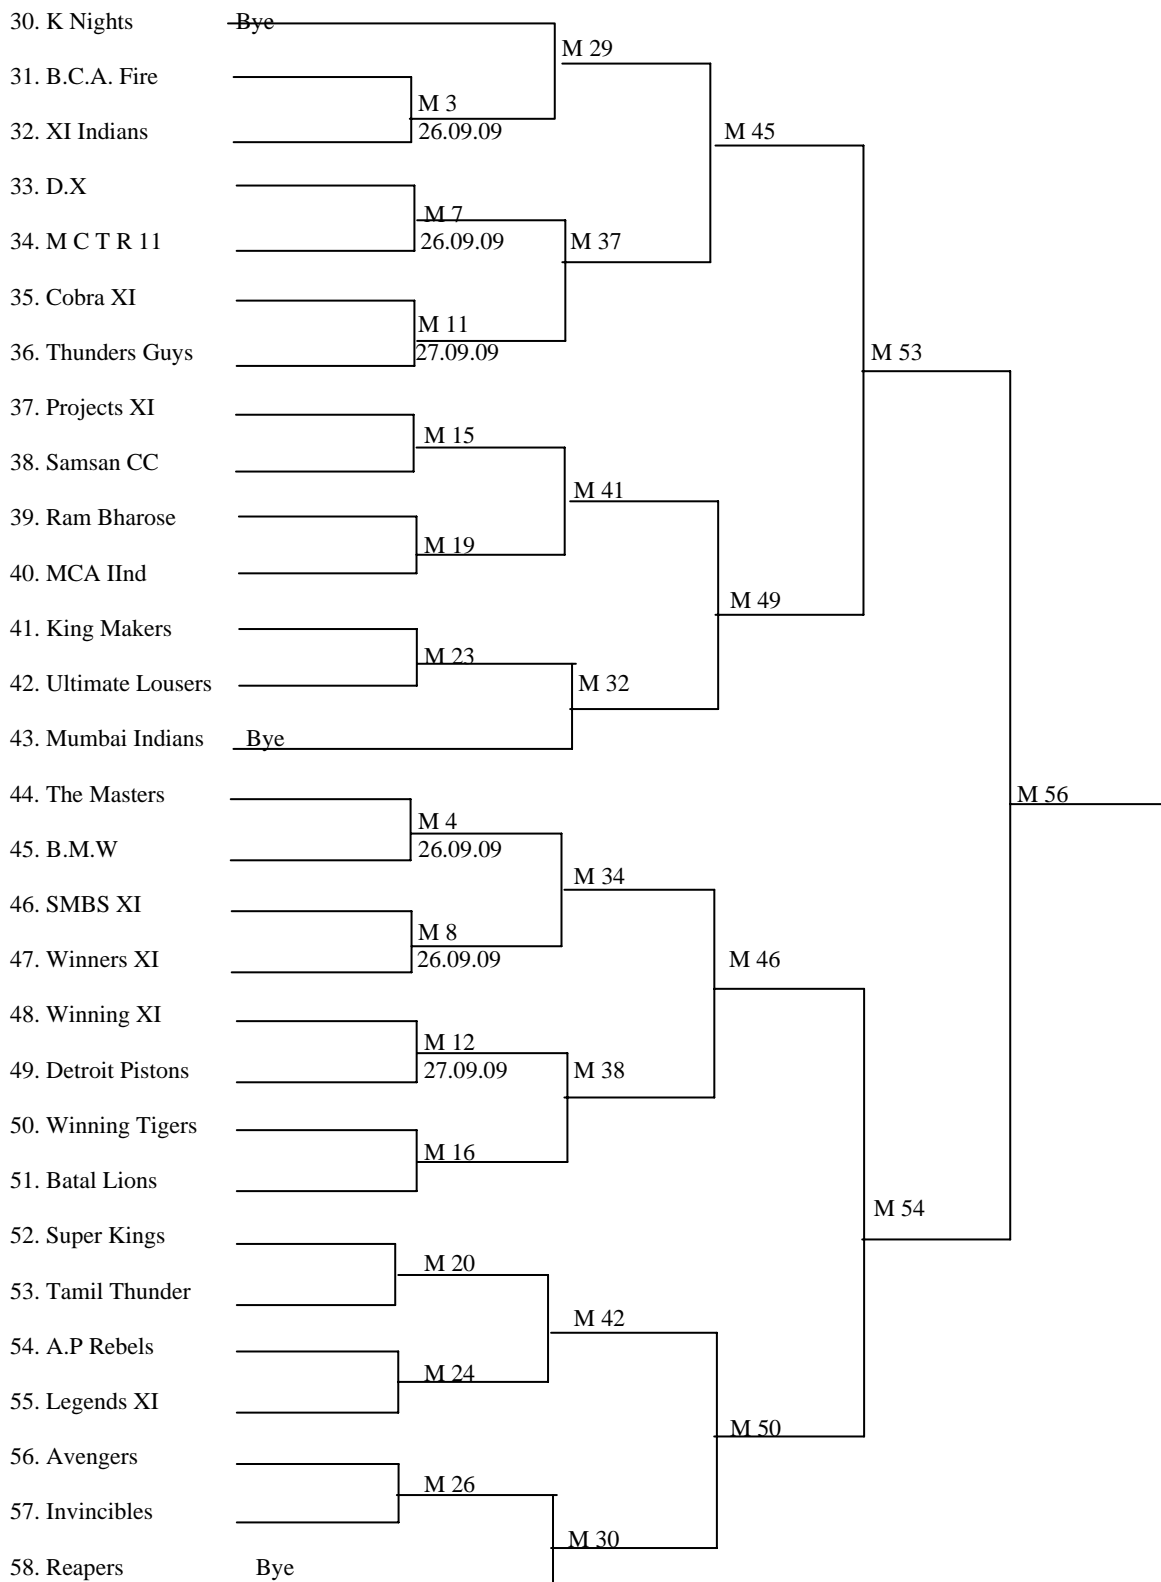 30. K Nights Bye
M 29
31. B.C.A. Fire
M 3
32. XI Indians 26.09.09 M 45
33. D.X
M 7
34. M C T R 11 26.09.09 M 37
35. Cobra XI
M 11
36. Thunders Guys 27.09.09 M 53
37. Projects XI
M 15
38. Samsan CC
M 41
39. Ram Bharose
M 19
40. MCA IInd
M 49
41. King Makers
M 23
42. Ultimate Lousers M 32
43. Mumbai Indians Bye
44. The Masters M 56
M 4
45. B.M.W 26.09.09
M 34
46. SMBS XI
M 8
47. Winners XI 26.09.09 M 46
48. Winning XI
M 12
49. Detroit Pistons 27.09.09 M 38
50. Winning Tigers
M 16
51. Batal Lions
M 54
52. Super Kings
M 20
53. Tamil Thunder
M 42
54. A.P Rebels
M 24
55. Legends XI
M 50
56. Avengers
M 26
57. Invincibles
M 30
58. Reapers Bye